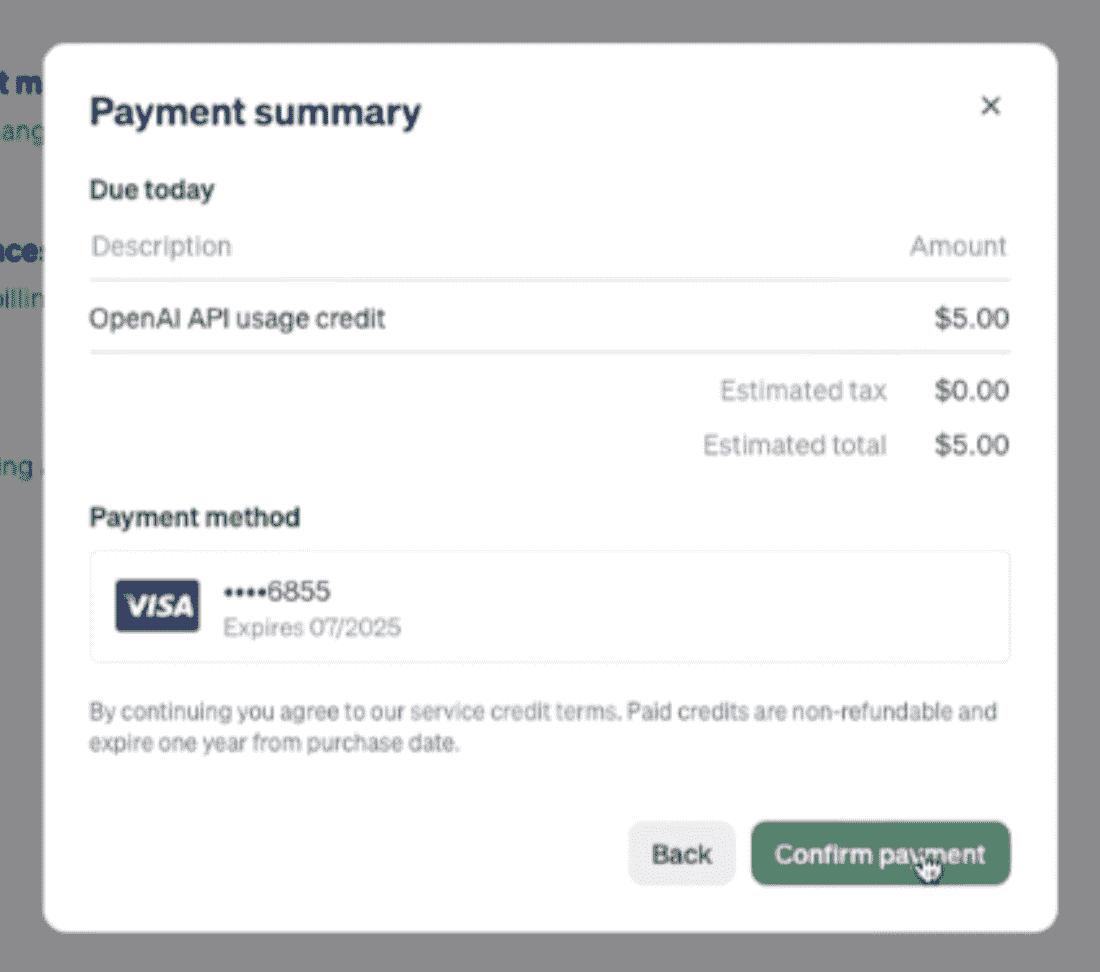 t m
Payment summary
ang
Due today
Description Amount
OpenAI API usage credit $5.00
Estimated tax $0.00
Estimated total $5.00
ing
Payment method
VISA ••••6855
Expires 07/2025
By continuing you agree to our service credit terms. Paid credits are non-refundable and
expire one year from purchase date.
Back Confirm payment